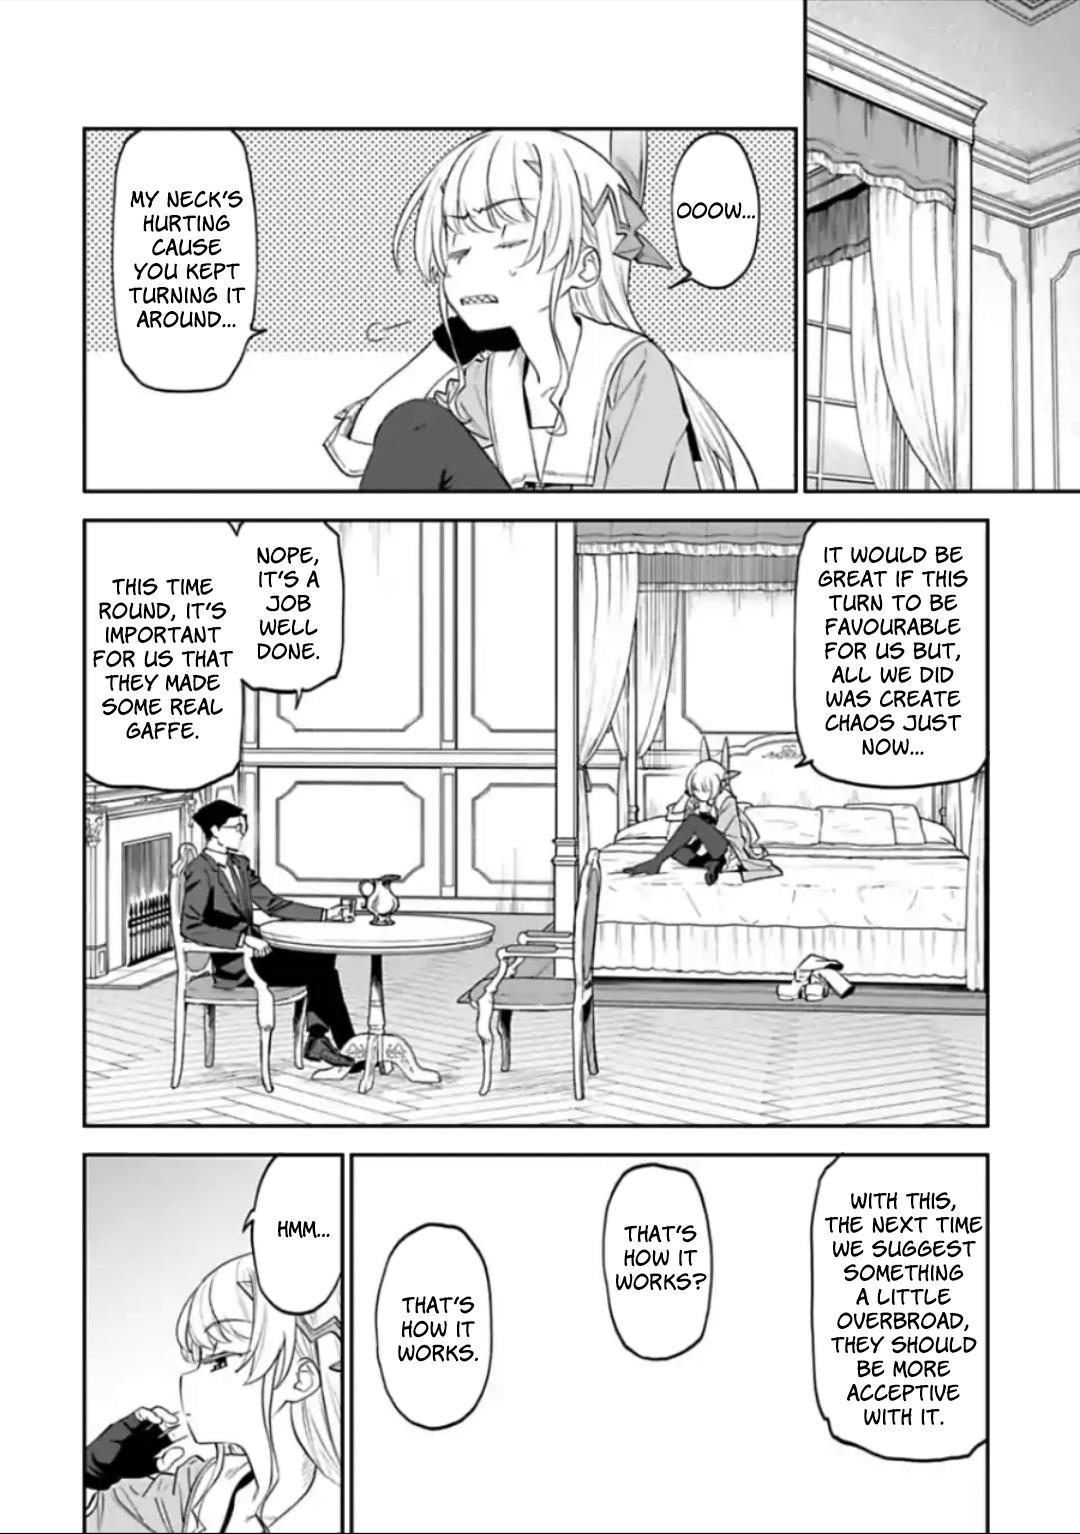 OOOW...
MY NECK'S
HURTING
CAUSE
YOU KEPT
TURNING IT
AROUND...
IT WOULD BE
GREAT IF THIS
TURN TO BE
FAVOURABLE
FOR US BUT,
ALL WE DID
WAS CREATE
CHAOS JUST
NOW...
NOPE,
IT'S A
JOB
WELL
DONE.
THIS TIME
ROUND, IT'S
IMPORTANT
FOR US THAT
THEY MADE
SOME REAL
GAFFE.
WITH THIS,
THE NEXT TIME
WE SUGGEST
SOMETHING
A LITTLE
OVERBROAD,
THEY SHOULD
BE MORE
ACCEPTIVE
WITH IT.
THAT'S
HOW IT
WORKS?
THAT'S
HOW IT
WORKS.
HMM...